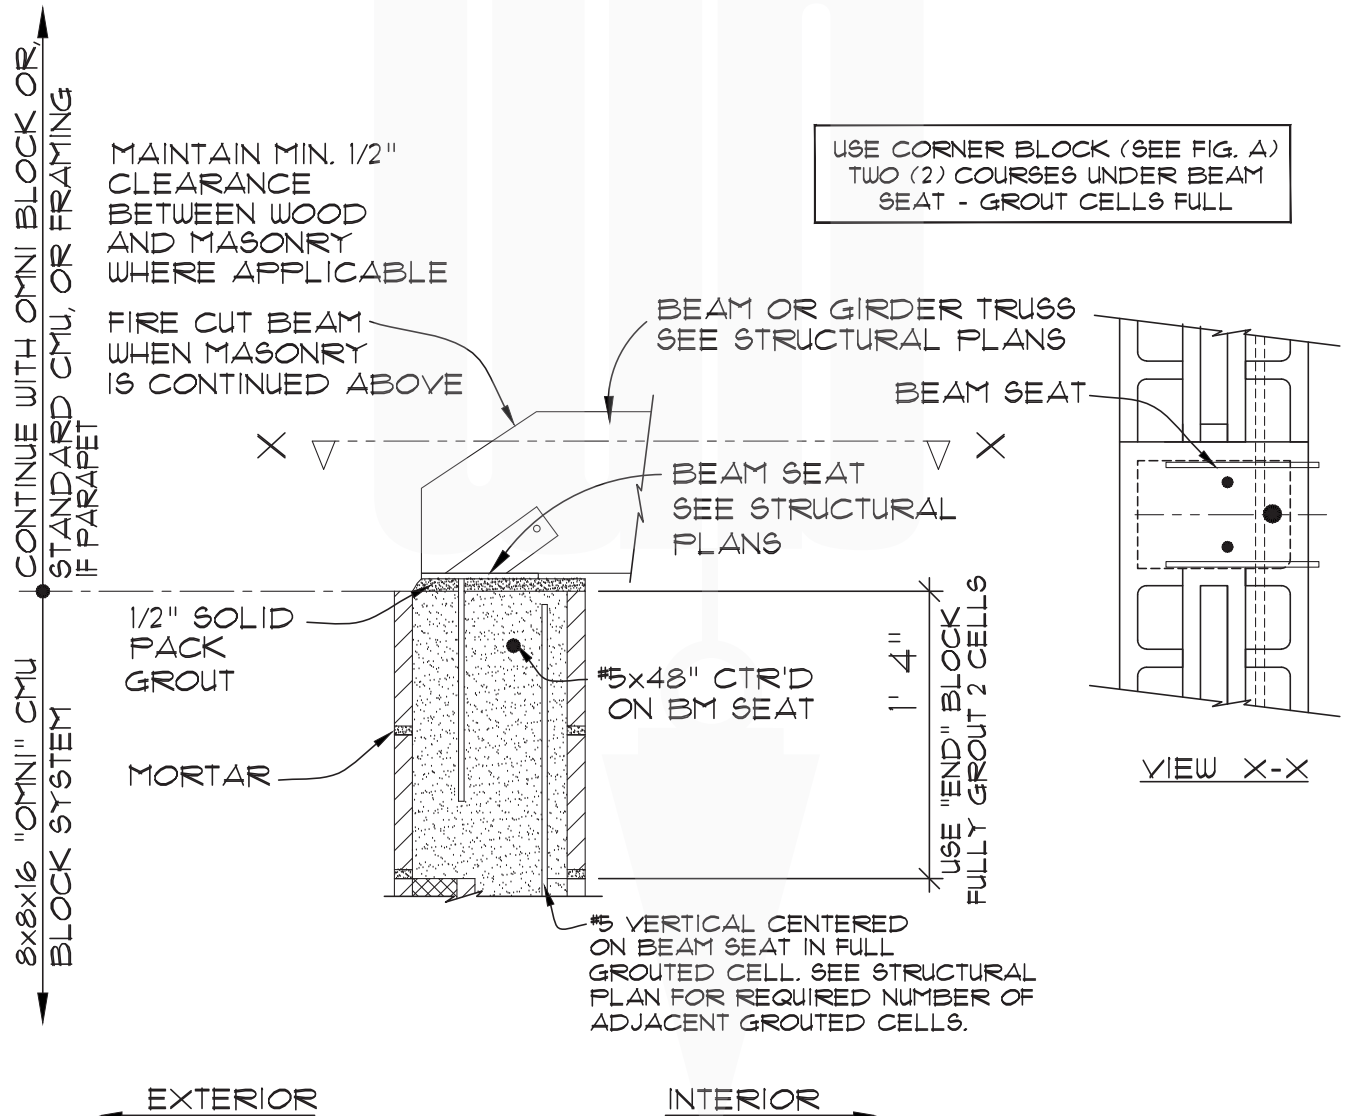 CONTINUE WITH OMNI BLOCK OR,
STANDARD CMU, OR FRAMING
IF PARAPET
8x8x16 "OMNI" CMU
BLOCK SYSTEM
MAINTAIN MIN. 1/2"
CLEARANCE
BETWEEN WOOD
AND MASONRY
WHERE APPLICABLE
FIRE CUT BEAM
WHEN MASONRY
IS CONTINUED ABOVE
USE CORNER BLOCK (SEE FIG. A)
TWO (2) COURSES UNDER BEAM
SEAT - GROUT CELLS FULL
BEAM OR GIRDER TRUSS
SEE STRUCTURAL PLANS
BEAM SEAT
X
X
BEAM SEAT
SEE STRUCTURAL
PLANS
1/2" SOLID
PACK
GROUT
MORTAR
#5x48" CTR'D
ON BM SEAT
1' 4"
USE "END" BLOCK
FULLY GROUT 2 CELLS
VIEW X-X
#5 VERTICAL CENTERED
ON BEAM SEAT IN FULL
GROUTED CELL. SEE STRUCTURAL
PLAN FOR REQUIRED NUMBER OF
ADJACENT GROUTED CELLS.
EXTERIOR
INTERIOR